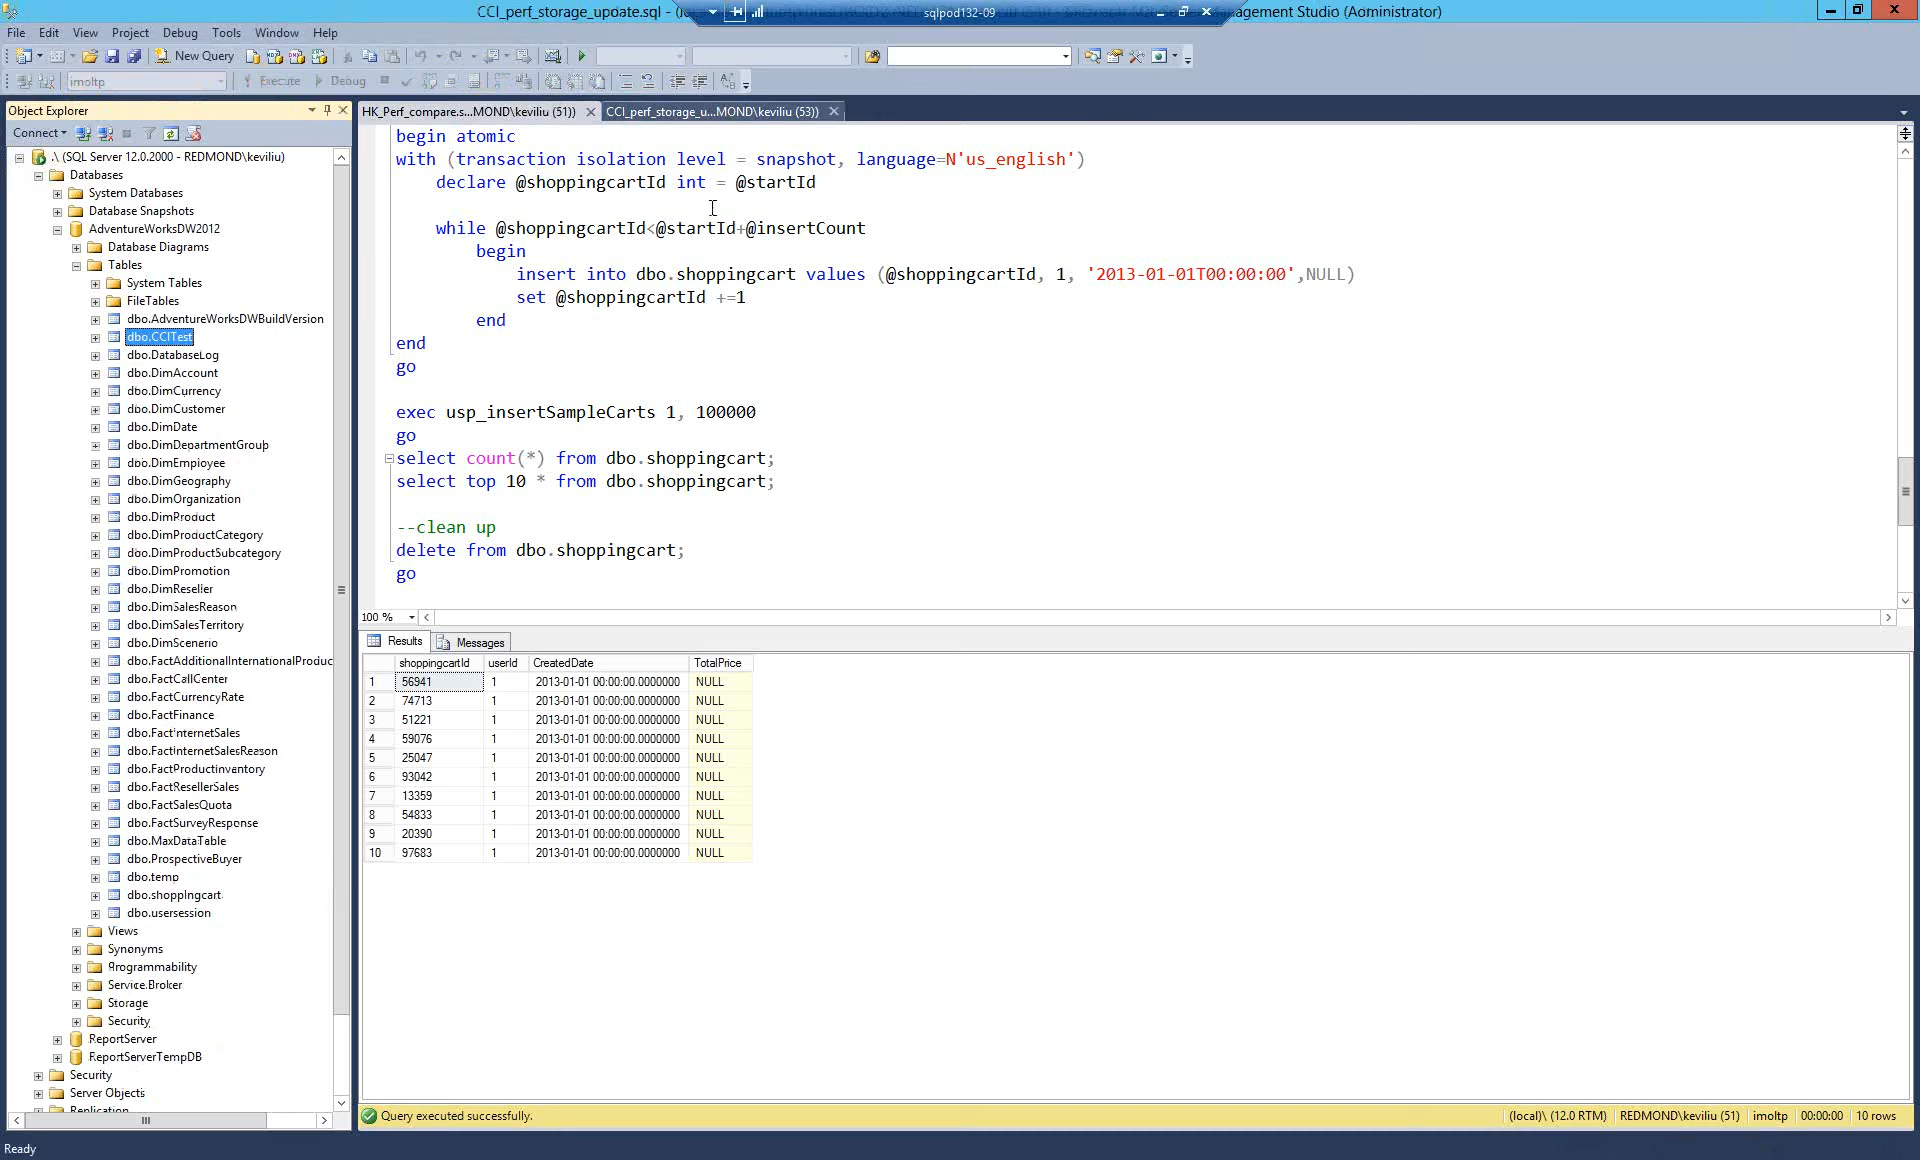 CCI_perf_storage_update.sql - (
sqlpod132-09
agement Studio (Administrator)
File Edit View Project Debug Tools Window Help
New Query
imoltp Execute Debug
Object Explorer
HK_Perf_compare.s...MOND\keviliu (51)) CCI_perf_storage_u...MOND\keviliu (53))
Connect
.\ (SQL Server 12.0.2000 - REDMOND\keviliu)
Databases
System Databases
Database Snapshots
AdventureWorksDW2012
Database Diagrams
Tables
System Tables
FileTables
dbo.AdventureWorksDWBuildVersion
dbo.CCITest
dbo.DatabaseLog
dbo.DimAccount
dbo.DimCurrency
dbo.DimCustomer
dbo.DimDate
dbo.DimDepartmentGroup
dbo.DimEmployee
dbo.DimGeography
dbo.DimOrganization
dbo.DimProduct
dbo.DimProductCategory
dbo.DimProductSubcategory
dbo.DimPromotion
dbo.DimReseller
dbo.DimSalesReason
dbo.DimSalesTerritory
dbo.DimScenario
dbo.FactAdditionalInternationalProduc
dbo.FactCallCenter
dbo.FactCurrencyRate
dbo.FactFinance
dbo.FactInternetSales
dbo.FactInternetSalesReason
dbo.FactProductInventory
dbo.FactResellerSales
dbo.FactSalesQuota
dbo.FactSurveyResponse
dbo.MaxDataTable
dbo.ProspectiveBuyer
dbo.temp
dbo.shoppingcart
dbo.usersession
Views
Synonyms
Programmability
Service Broker
Storage
Security
ReportServer
ReportServerTempDB
Security
Server Objects
Replication
begin atomic
with (transaction isolation level = snapshot, language=N'us_english')
declare @shoppingcartId int = @startId
while @shoppingcartId<@startId+@insertCount
begin
insert into dbo.shoppingcart values (@shoppingcartId, 1, '2013-01-01T00:00:00',NULL)
set @shoppingcartId +=1
end
end
go
exec usp_insertSampleCarts 1, 100000
go
select count(*) from dbo.shoppingcart;
select top 10 * from dbo.shoppingcart;
--clean up
delete from dbo.shoppingcart;
go
100 %
Results Messages
shoppingcartId userId CreatedDate TotalPrice
1 56941 1 2013-01-01 00:00:00.0000000 NULL
2 74713 1 2013-01-01 00:00:00.0000000 NULL
3 51221 1 2013-01-01 00:00:00.0000000 NULL
4 59076 1 2013-01-01 00:00:00.0000000 NULL
5 25047 1 2013-01-01 00:00:00.0000000 NULL
6 93042 1 2013-01-01 00:00:00.0000000 NULL
7 13359 1 2013-01-01 00:00:00.0000000 NULL
8 54833 1 2013-01-01 00:00:00.0000000 NULL
9 20390 1 2013-01-01 00:00:00.0000000 NULL
10 97683 1 2013-01-01 00:00:00.0000000 NULL
Query executed successfully. (local)\ (12.0 RTM) REDMOND\keviliu (51) imoltp 00:00:00 10 rows
Ready